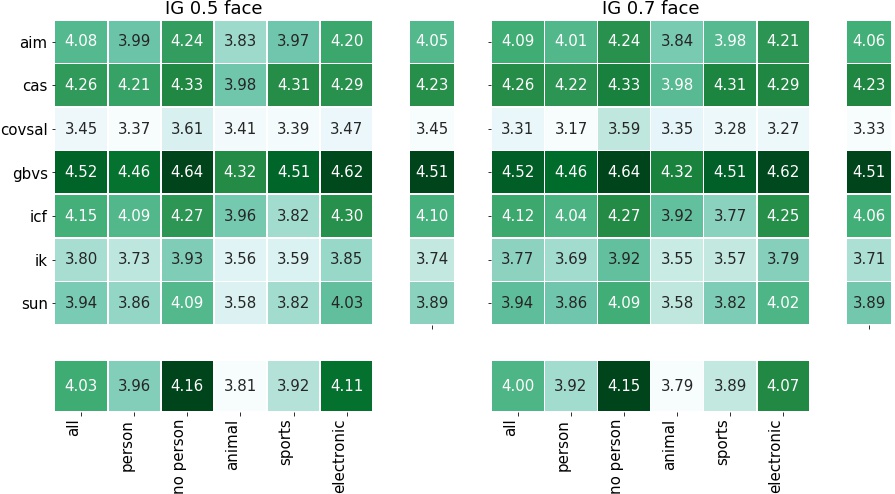 IG 0.5 face IG 0.7 face
aim 4.08 3.99 4.24 3.83 3.97 4.20 4.05 4.09 4.01 4.24 3.84 3.98 4.21 4.06
cas 4.26 4.21 4.33 3.98 4.31 4.29 4.23 4.26 4.22 4.33 3.98 4.31 4.29 4.23
covsal 3.45 3.37 3.61 3.41 3.39 3.47 3.45 3.31 3.17 3.59 3.35 3.28 3.27 3.33
gbvs 4.52 4.46 4.64 4.32 4.51 4.62 4.51 4.52 4.46 4.64 4.32 4.51 4.62 4.51
icf 4.15 4.09 4.27 3.96 3.82 4.30 4.10 4.12 4.04 4.27 3.92 3.77 4.25 4.06
ik 3.80 3.73 3.93 3.56 3.59 3.85 3.74 3.77 3.69 3.92 3.55 3.57 3.79 3.71
sun 3.94 3.86 4.09 3.58 3.82 4.03 3.89 3.94 3.86 4.09 3.58 3.82 4.02 3.89
4.03 3.96 4.16 3.81 3.92 4.11 4.00 3.92 4.15 3.79 3.89 4.07
all person no person animal sports electronic all person no person animal sports electronic